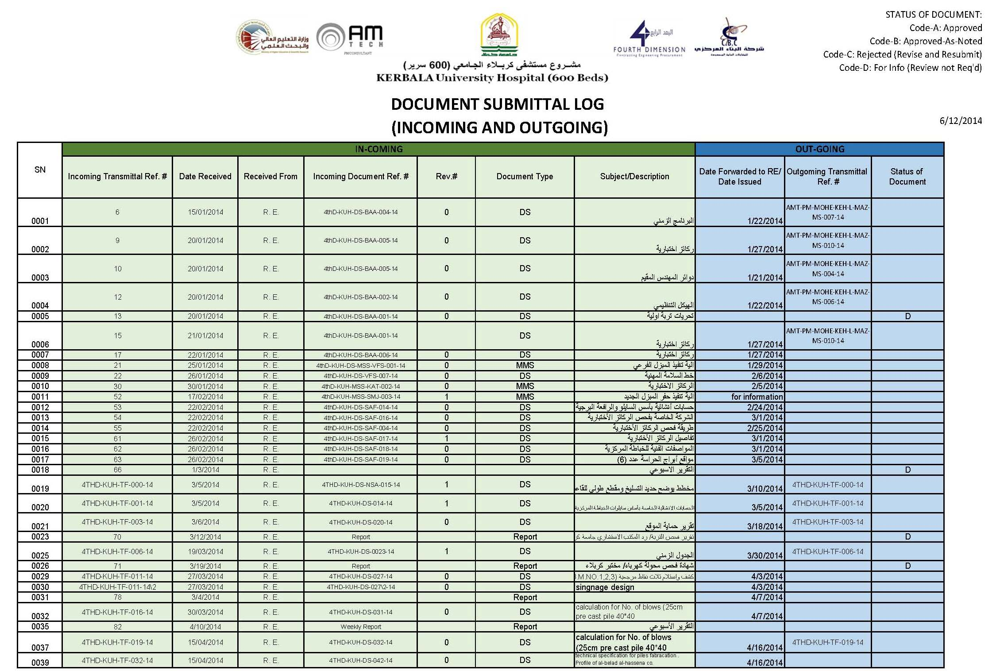 وزارة التعليم العالي
والبحث العلمي
Ministry of Higher Education & Scientific Research
AM
TECH
PM CONSULTANT
جامعة كربلاء
البعد الرابع
4
FOURTH DIMENSION
Contracting Engineering Procurement
C.B.C
شركة البناء المركزي
للمقاولات العامة المحدودة
STATUS OF DOCUMENT:
Code-A: Approved
Code-B: Approved-As-Noted
Code-C: Rejected (Revise and Resubmit)
Code-D: For Info (Review not Req'd)
مشروع مستشفى كربلاء الجامعي (600 سرير)
KERBALA University Hospital (600 Beds)
DOCUMENT SUBMITTAL LOG
(INCOMING AND OUTGOING)
6/12/2014
SN IN-COMING OUT-GOING
Incoming Transmittal Ref. # Date Received Received From Incoming Document Ref. # Rev.# Document Type Subject/Description Date Forwarded to RE/ Date Issued Outgoming Transmittal Ref. # Status of Document
0001 6 15/01/2014 R. E. 4thD-KUH-DS-BAA-004-14 0 DS البرنامج الزمني 1/22/2014 AMT-PM-MOHE-KEH-L-MAZ-MS-007-14
0002 9 20/01/2014 R. E. 4thD-KUH-DS-BAA-005-14 0 DS ركائز اختبارية 1/27/2014 AMT-PM-MOHE-KEH-L-MAZ-MS-010-14
0003 10 20/01/2014 R. E. 4thD-KUH-DS-BAA-005-14 0 DS دوائر المهندس المقيم 1/21/2014 AMT-PM-MOHE-KEH-L-MAZ-MS-004-14
0004 12 20/01/2014 R. E. 4thD-KUH-DS-BAA-002-14 0 DS الهيكل التنظيمي 1/22/2014 AMT-PM-MOHE-KEH-L-MAZ-MS-006-14
0005 13 20/01/2014 R. E. 4thD-KUH-DS-BAA-001-14 0 DS تحريات تربة اولية D
0006 15 21/01/2014 R. E. 4thD-KUH-DS-BAA-001-14 DS ركائز اختبارية 1/27/2014 AMT-PM-MOHE-KEH-L-MAZ-MS-010-14
0007 17 22/01/2014 R. E. 4thD-KUH-DS-BAA-006-14 0 DS ركائز اختبارية 1/27/2014
0008 21 25/01/2014 R. E. 4thD-KUH-DS-MSS-VFS-001-14 0 MMS الية تنفيذ المبزل الفرعي 1/29/2014
0009 22 26/01/2014 R. E. 4thD-KUH-DS-VFS-007-14 0 DS خط السلامة المهنية 2/6/2014
0010 30 30/01/2014 R. E. 4thD-KUH-MSS-KAT-002-14 0 MMS الركائز الاختبارية 2/5/2014
0011 52 17/02/2014 R. E. 4thD-KUH-MSS-SMJ-003-14 1 MMS الية تنفيذ حفر المبزل الجديد for information
0012 53 22/02/2014 R. E. 4thD-KUH-DS-SAF-014-14 0 DS حسابات أنشائية بأسس السايلو والرافعة البرجية 2/24/2014
0013 54 22/02/2014 R. E. 4thD-KUH-DS-SAF-016-14 0 DS الشركة الخاصة بفحص الركائز الأختبارية 3/1/2014
0014 55 22/02/2014 R. E. 4thD-KUH-DS-SAF-004-14 0 DS طريقة فحص الركائز الأختبارية 2/25/2014
0015 61 26/02/2014 R. E. 4thD-KUH-DS-SAF-017-14 1 DS تفاصيل الركائز الأختبارية 3/1/2014
0016 62 26/02/2014 R. E. 4thD-KUH-DS-SAF-018-14 0 DS المواصفات الفنية للخباطة المركزية 3/1/2014
0017 63 26/02/2014 R. E. 4thD-KUH-DS-SAF-019-14 0 DS مواقع أبراج الحراسة عدد (6) 3/5/2014
0018 66 1/3/2014 R. E. التقرير الاسبوعي D
0019 4THD-KUH-TF-000-14 3/5/2014 R. E. 4THD-KUH-DS-NSA-015-14 1 DS مخطط يوضح حديد التسليح ومقطع طولي للقاعد 3/10/2014 4THD-KUH-TF-000-14
0020 4THD-KUH-TF-001-14 3/5/2014 R. E. 4THD-KUH-DS-014-14 1 DS الحسابات الانشائية الخاصة بأساس سايلوات الخباطة المركزية 3/5/2014 4THD-KUH-TF-001-14
0021 4THD-KUH-TF-003-14 3/6/2014 R. E. 4THD-KUH-DS-020-14 0 DS تقرير حماية الموقع 3/18/2014 4THD-KUH-TF-003-14
0023 70 3/12/2014 R. E. Report Report تقرير فحص التربة/ رد المكتب الاستشاري جامعة كر D
0025 4THD-KUH-TF-006-14 19/03/2014 R. E. 4THD-KUH-DS-0023-14 1 DS الجدول الزمني 3/30/2014 4THD-KUH-TF-006-14
0026 71 3/19/2014 R. E. Report Report شهادة فحص محولة كهرباء/ مختبر كربلاء D
0029 4THD-KUH-TF-011-14 27/03/2014 R. E. 4THD-KUH-DS-027-14 0 DS كشف واستلام ثلاث نقاط مرجعية (3.M.NO.1,2,3 4/3/2014
0030 4THD-KUH-TF-011-14\2 27/03/2014 R. E. 4THD-KUH-DS-027\2-14 0 DS singnage design 4/3/2014
0031 78 3/4/2014 R. E. Report 4/7/2014
0032 4THD-KUH-TF-016-14 30/03/2014 R. E. 4THD-KUH-DS-031-14 0 DS calculation for No. of blows (25cm pre cast pile 40*40 4/7/2014
0035 82 4/10/2014 R. E. Weekly Report Report التقرير الأسبوعي
0037 4THD-KUH-TF-019-14 15/04/2014 R. E. 4THD-KUH-DS-032-14 0 DS calculation for No. of blows (25cm pre cast pile 40*40 4/16/2014 4THD-KUH-TF-019-14
0039 4THD-KUH-TF-032-14 15/04/2014 R. E. 4THD-KUH-DS-042-14 0 DS technical specification for piles fabracation . Profile of al-belad al-hassena co. 4/16/2014